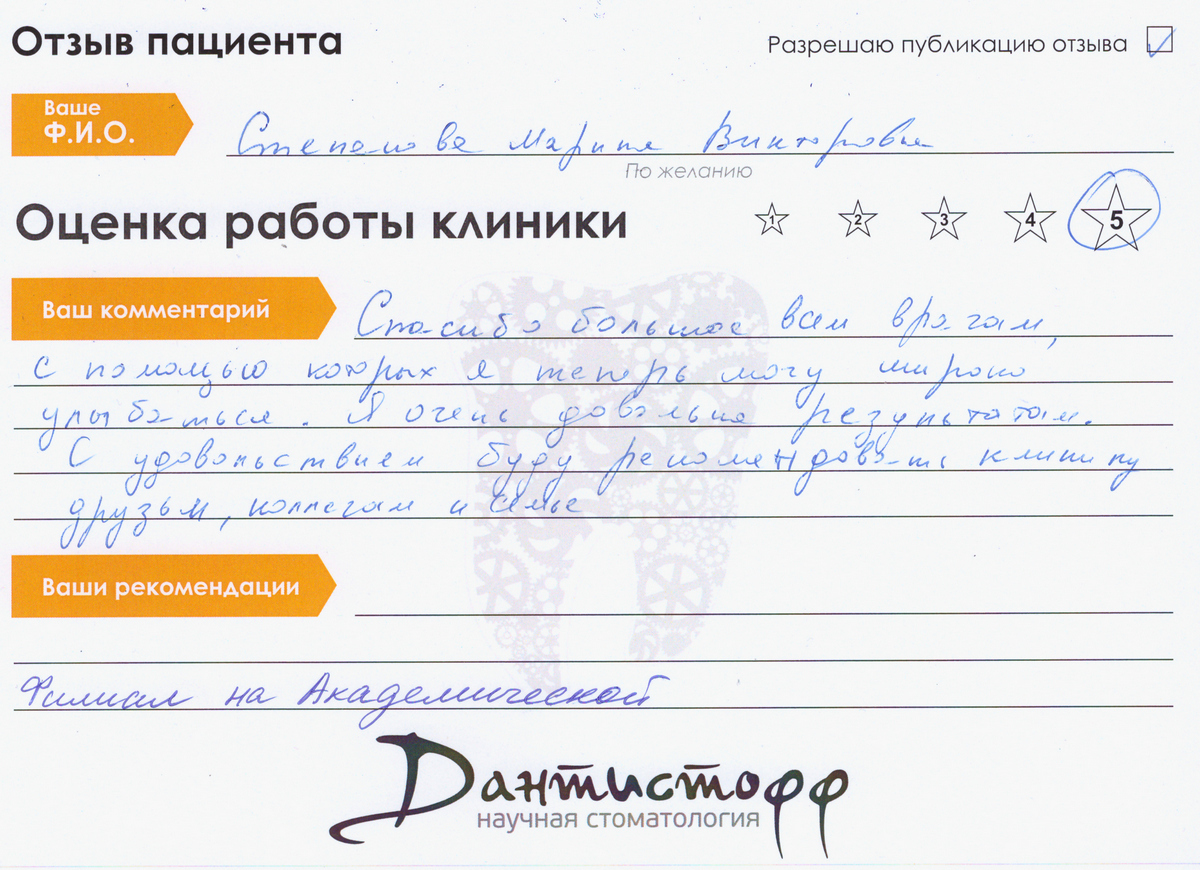 Отзыв пациента
Разрешаю публикацию отзыва
Ваше
Ф.И.О.
Степанова Марина Викторовна
По желанию
Оценка работы клиники
1 2 3 4 5
Ваш комментарий
Спасибо большое всем врачам,
с помощью которых я теперь могу широко
улыбаться. Я очень довольна результатам.
С удовольствием буду рекомендовать клинику
друзьям, коллегам и семье
Ваши рекомендации
Филиал на Академической
Дантистофф
научная стоматология